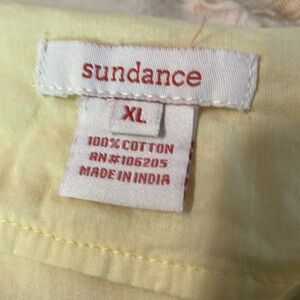 sundance
XL
100% COTTON
RN#106205
MADE IN INDIA